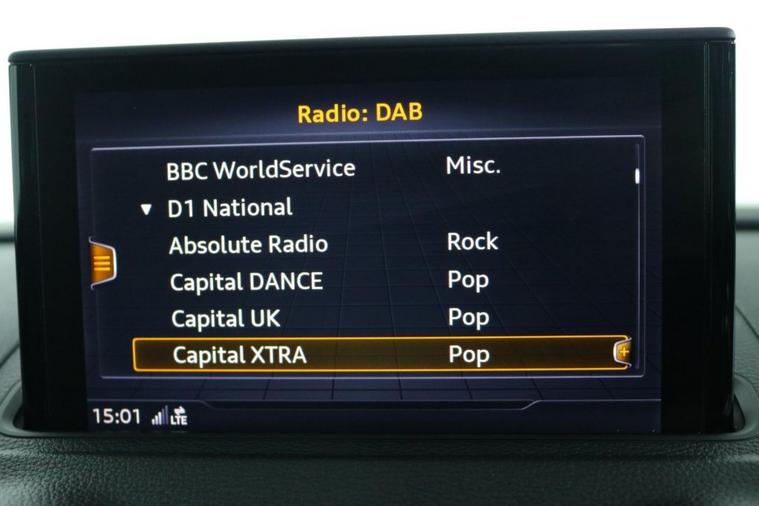 Radio: DAB
BBC WorldService Misc.
▼ D1 National
Absolute Radio Rock
Capital DANCE Pop
Capital UK Pop
Capital XTRA Pop
15:01 LTE